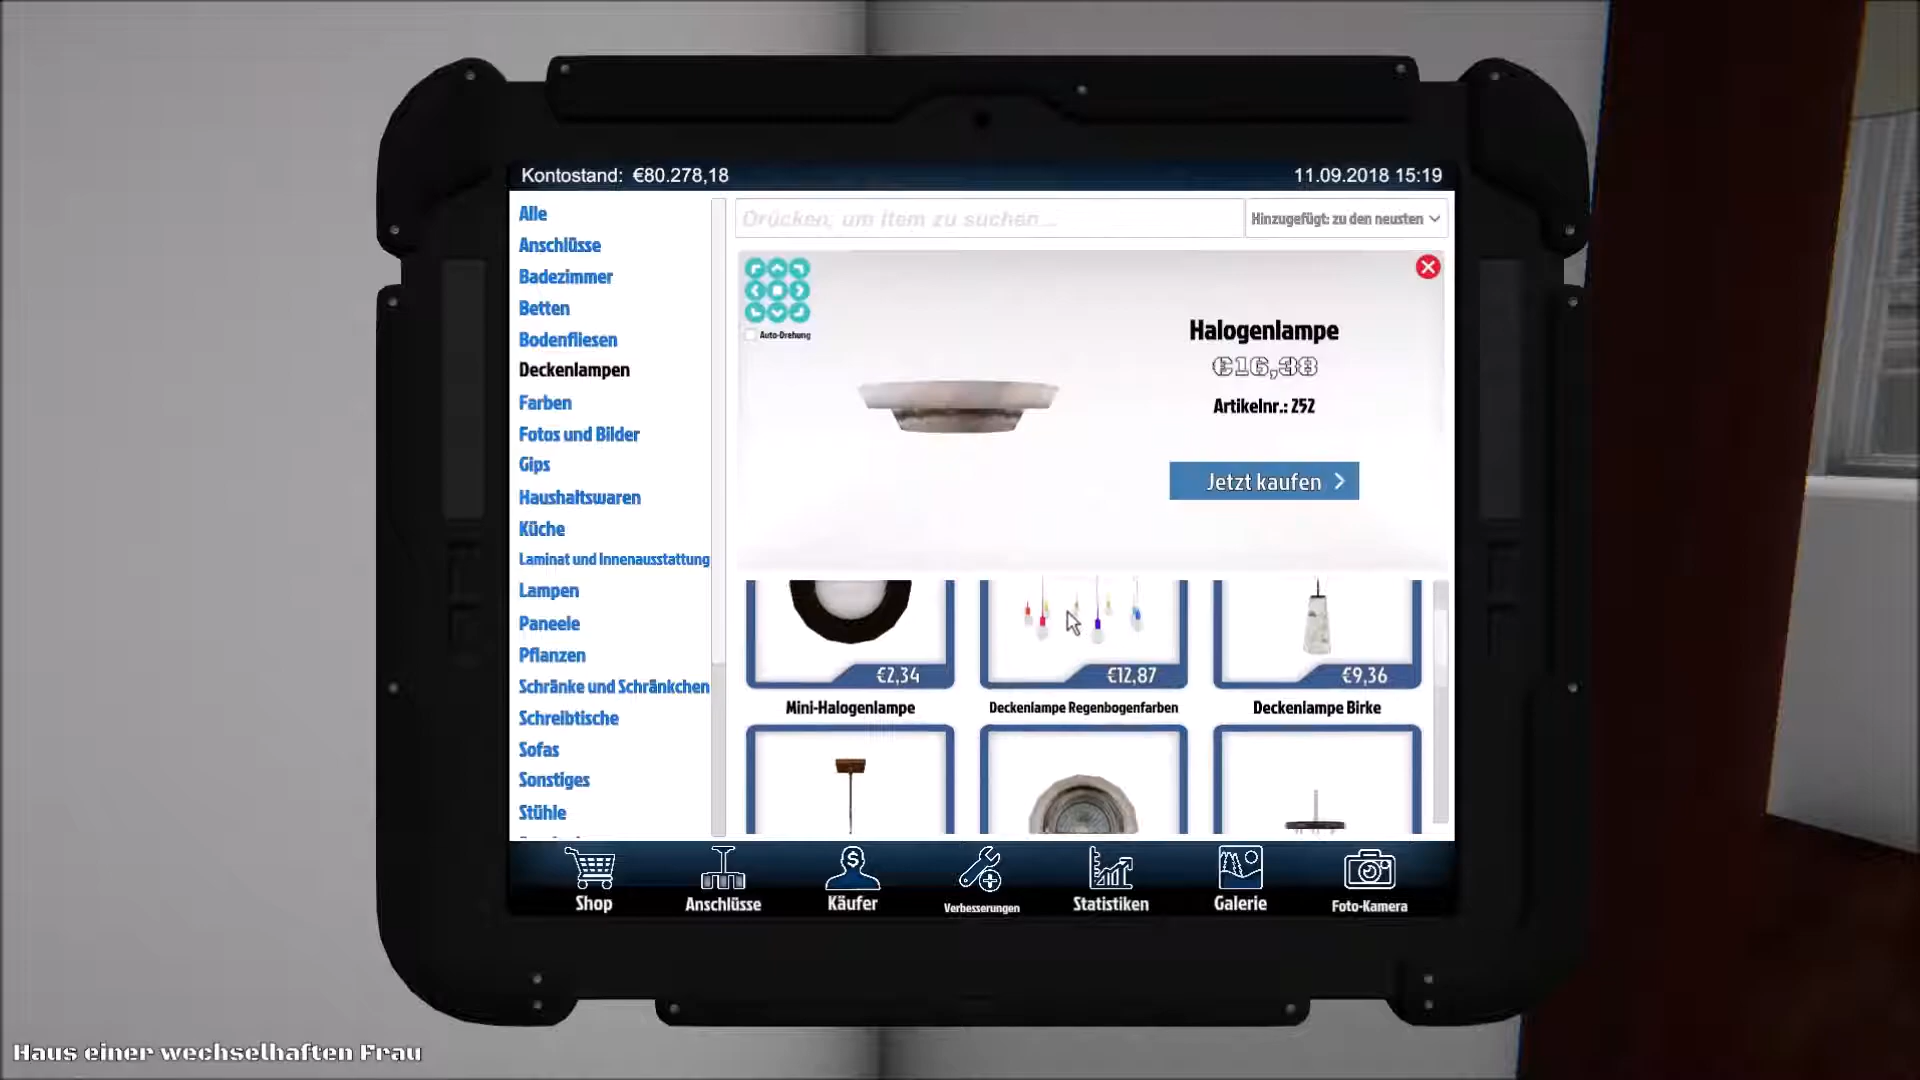 Kontostand: €80.278,18
11.09.2018 15:19
Alle
Anschlüsse
Badezimmer
Betten
Bodenfliesen
Deckenlampen
Farben
Fotos und Bilder
Gips
Haushaltswaren
Küche
Laminat und Innenausstattung
Lampen
Paneele
Pflanzen
Schränke und Schränkchen
Schreibtische
Sofas
Sonstiges
Stühle
Drücken, um Item zu suchen...
Hinzugefügt: zu den neusten
Auto-Drehung
Halogenlampe
€16,38
Artikelnr.: 252
Jetzt kaufen
€2,34
€12,87
€9,36
Mini-Halogenlampe
Deckenlampe Regenbogenfarben
Deckenlampe Birke
Shop
Anschlüsse
Käufer
Verbesserungen
Statistiken
Galerie
Foto-Kamera
Haus einer wechselhaften Frau